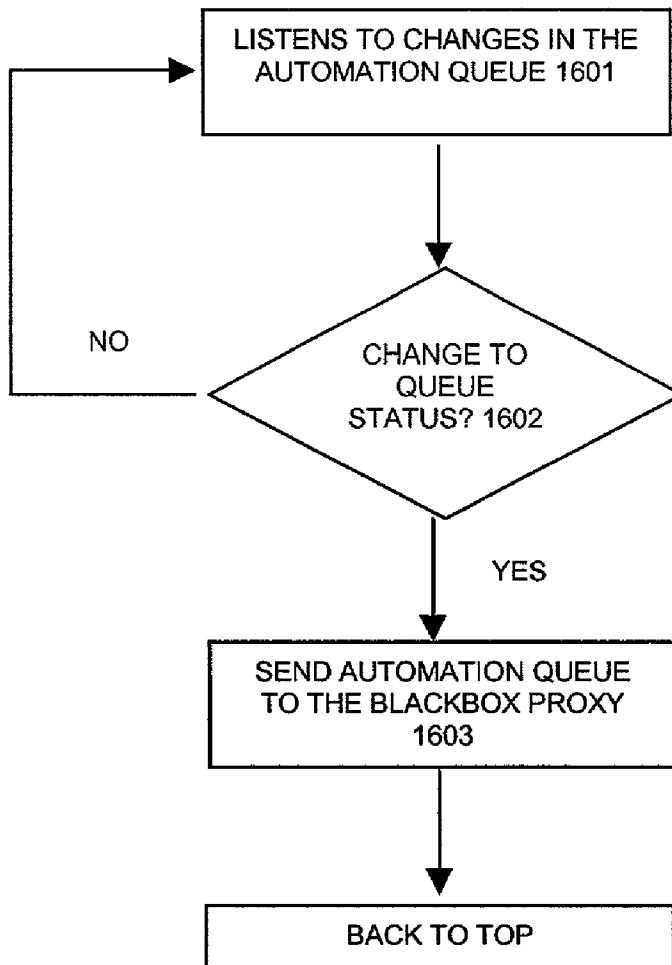 LISTENS TO CHANGES IN THE
AUTOMATION QUEUE 1601
NO
CHANGE TO
QUEUE
STATUS? 1602
YES
SEND AUTOMATION QUEUE
TO THE BLACKBOX PROXY
1603
BACK TO TOP